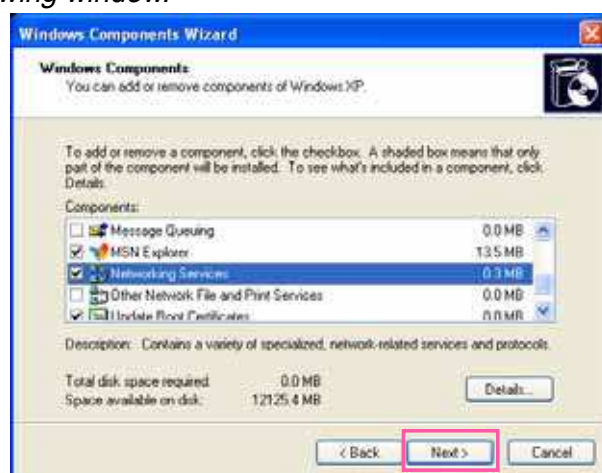 wing window
Windows Components Wizard
Windows Components
You can add or remove components of Windows XP.
To add or remove a component, click the checkbox. A shaded box means that only
part of the component will be installed. To see what's included in a component, click
Details.
Components:
Message Queuing 0.0 MB
MSN Explorer 13.5 MB
Networking Services 0.3 MB
Other Network File and Print Services 0.0 MB
Update Root Certificates 0.0 MB
Description: Contains a variety of specialized, network-related services and protocols.
Total disk space required: 0.0 MB
Space available on disk: 12125.4 MB
Details...
< Back Next > Cancel